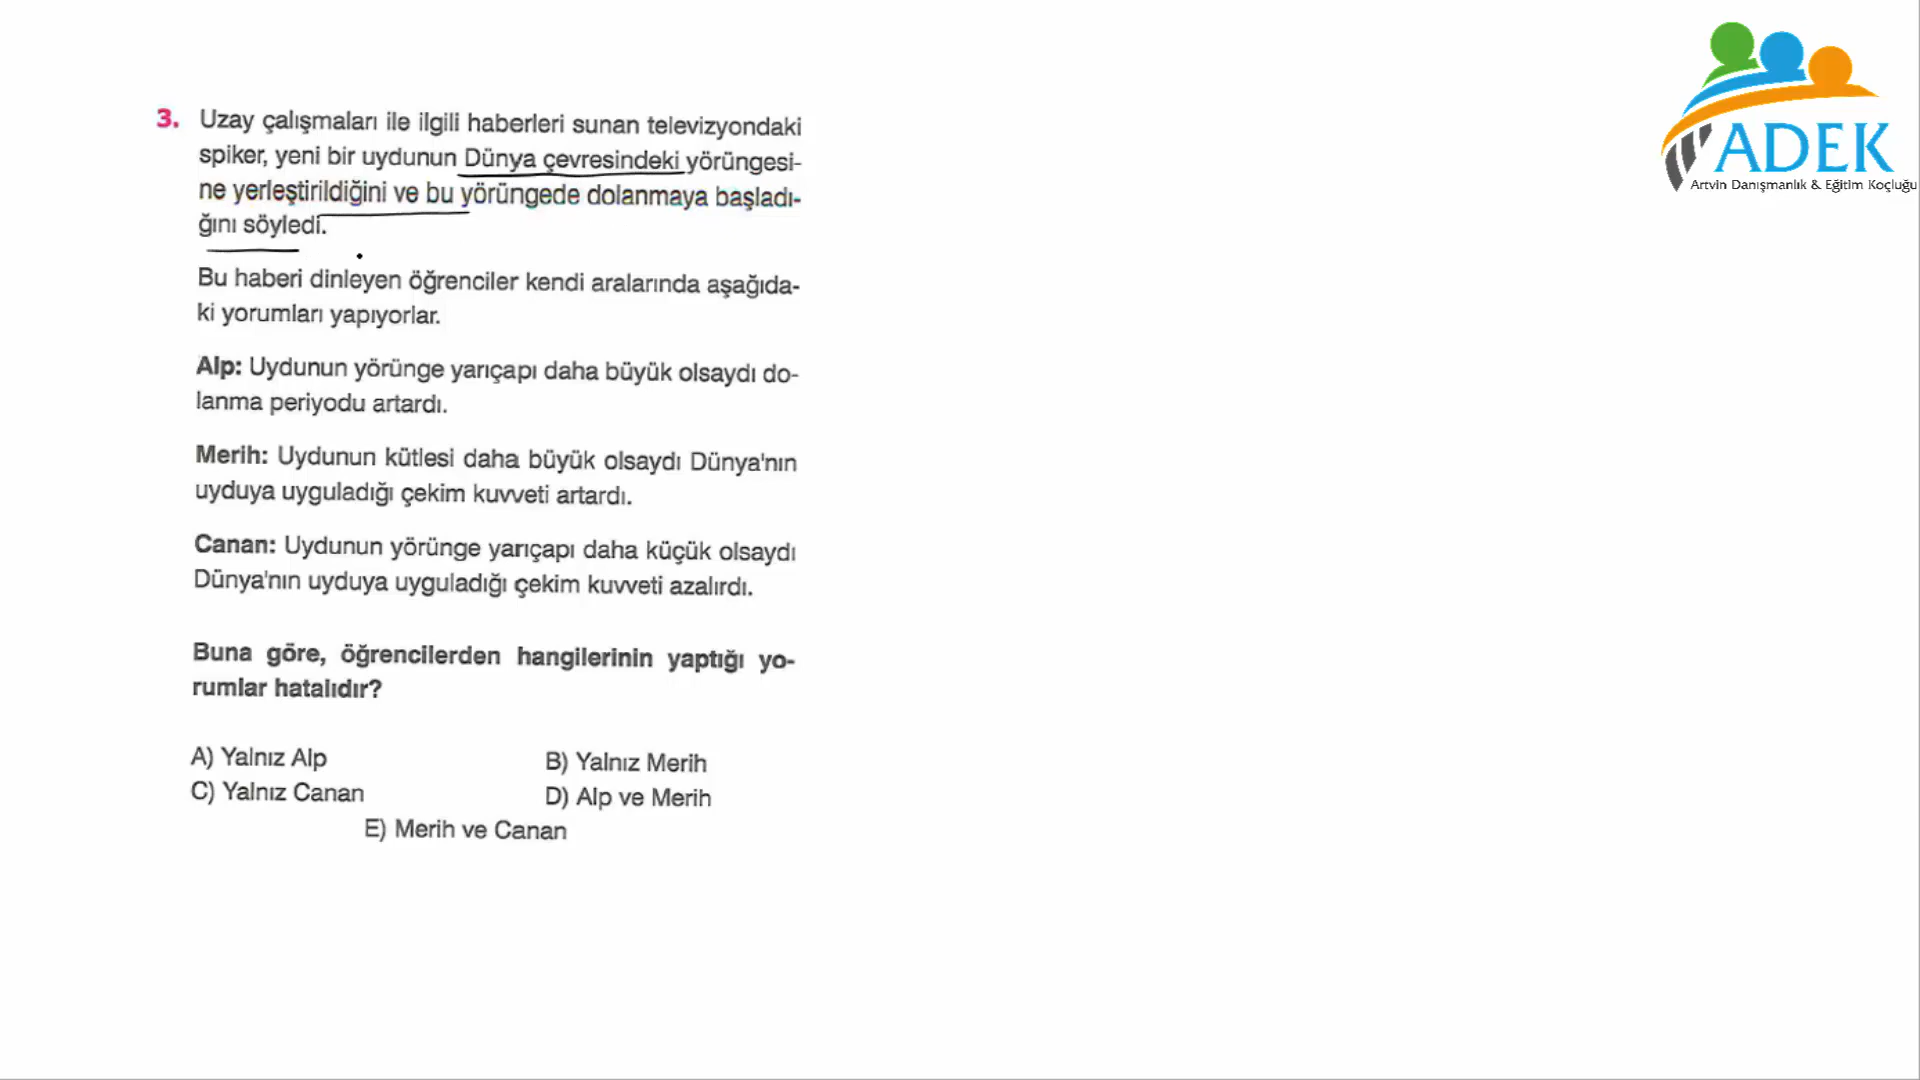 ADEK
Artvin Danışmanlık & Eğitim Koçluğu
3. Uzay çalışmaları ile ilgili haberleri sunan televizyondaki
spiker, yeni bir uydunun Dünya çevresindeki yörüngesi-
ne yerleştirildiğini ve bu yörüngede dolanmaya başladı-
ğını söyledi.
Bu haberi dinleyen öğrenciler kendi aralarında aşağıda-
ki yorumları yapıyorlar.
Alp: Uydunun yörünge yarıçapı daha büyük olsaydı do-
lanma periyodu artardı.
Merih: Uydunun kütlesi daha büyük olsaydı Dünya'nın
uyduya uyguladığı çekim kuvveti artardı.
Canan: Uydunun yörünge yarıçapı daha küçük olsaydı
Dünya'nın uyduya uyguladığı çekim kuvveti azalırdı.
Buna göre, öğrencilerden hangilerinin yaptığı yo-
rumlar hatalıdır?
A) Yalnız Alp B) Yalnız Merih
C) Yalnız Canan D) Alp ve Merih
E) Merih ve Canan